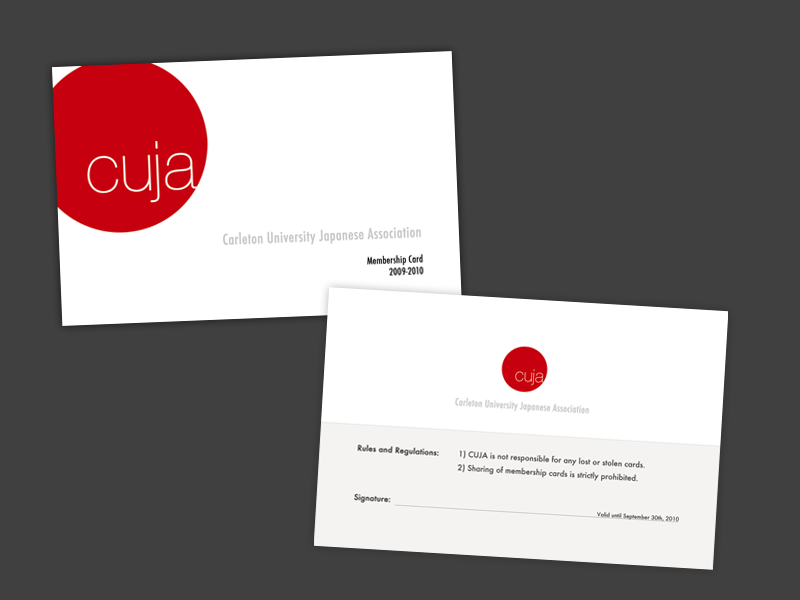 cuja
Carleton University Japanese Association
Membership Card
2009-2010
cuja
Carleton University Japanese Association
Rules and Regulations:
1) CUJA is not responsible for any lost or stolen cards.
2) Sharing of membership cards is strictly prohibited.
Signature:
Valid until September 30th, 2010